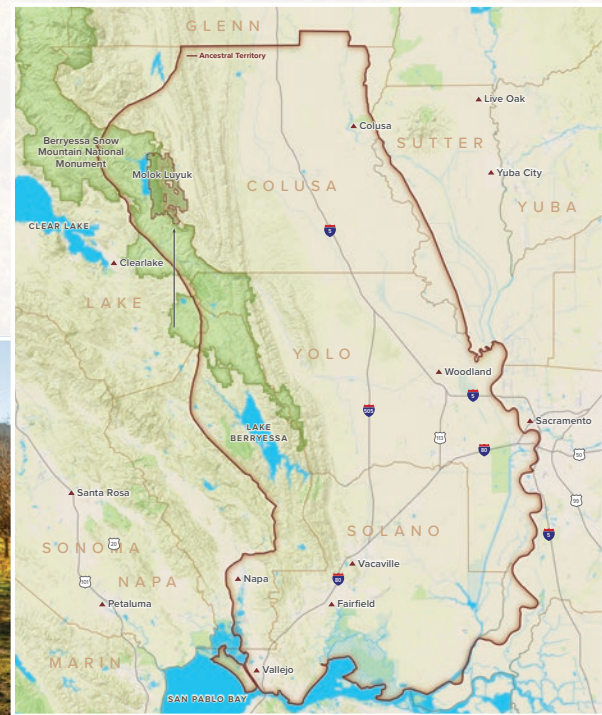 GLENN
Ancestral Territory
Live Oak
Colusa
SUTTER
Berryessa Snow
Mountain National
Monument
Molok Luyuk
Yuba City
COLUSA
YUBA
CLEAR LAKE
5
Clearlake
LAKE
YOLO
Woodland
5
505
Sacramento
LAKE
BERRYESSA
113
80
50
Santa Rosa
99
SOLANO
5
SONOMA
20
Vacaville
NAPA
Napa
80
101
Petaluma
Fairfield
MARIN
Vallejo
SAN PABLO BAY